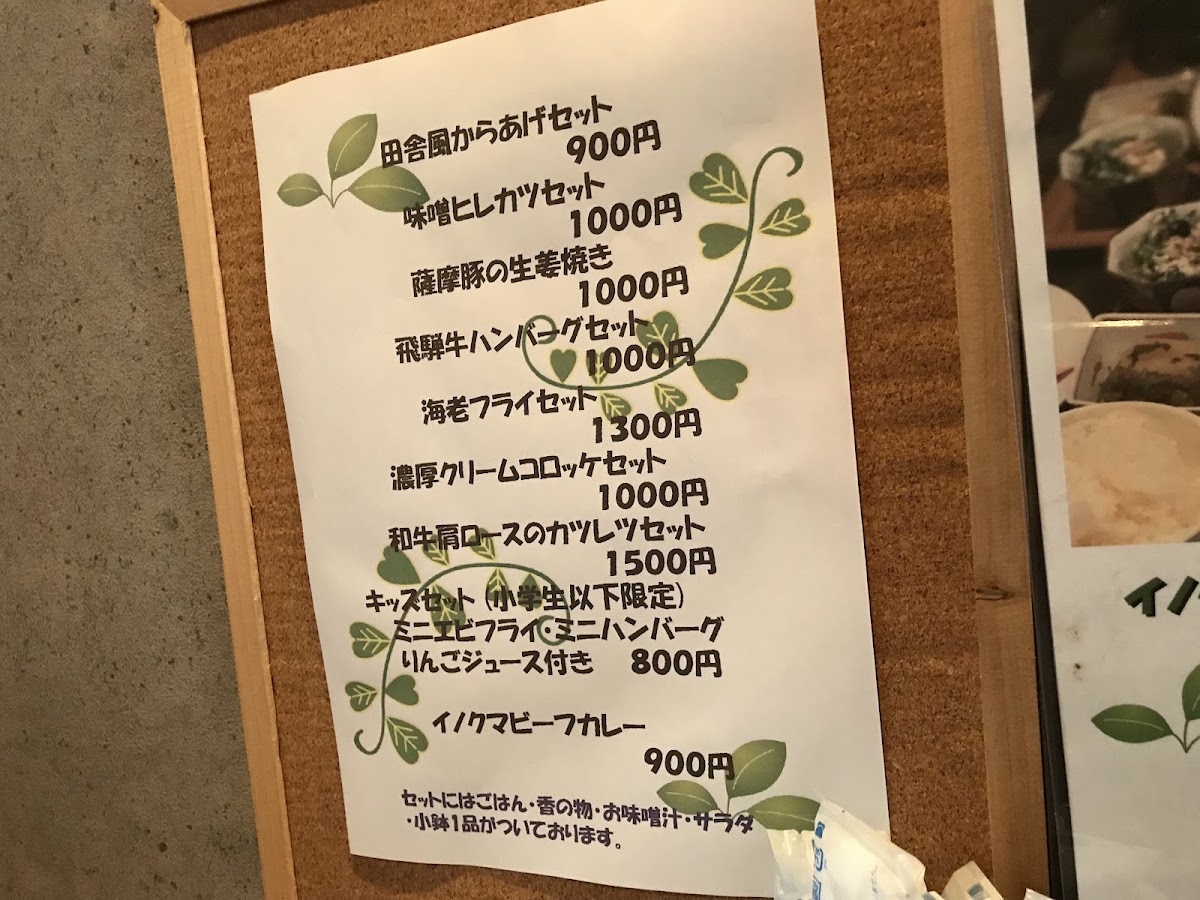 田舎風からあげセット
900円
味噌ヒレカツセット
1000円
薩摩豚の生姜焼き
1000円
飛騨牛ハンバーグセット
1000円
海老フライセット
1300円
濃厚クリームコロッケセット
1000円
和牛肩ロースのカツレツセット
1500円
キッズセット (小学生以下限定)
ミニエビフライ・ミニハンバーグ
りんごジュース付き 800円
イノクマビーフカレー
900円
セットにはごはん・香の物・お味噌汁・サラダ
・小鉢1品がついております。
イノ